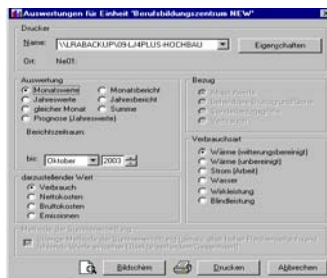 Auswertungen für Einheit "Berufsbildungszentrum NEW"
Drucker
Name: \\LRABACKUP\09-LJ4PLUS-HOCHBAU
Eigenschaften
Ort: Ne01:
Auswertung
Monatswerte
Monatsbericht
Jahreswerte
Jahresbericht
gleicher Monat
Summe
Prognose (Jahreswerte)
Berichtszeitraum:
bis: Oktober 2003
darzustellender Wert
Verbrauch
Nettokosten
Bruttokosten
Emissionen
Bezug
Verbrauchsart
Wärme (witterungsbereinigt)
Wärme (unbereinigt)
Strom (Arbeit)
Wasser
Wirkleistung
Blindleistung
Bildschirm
Drucken
Abbrechen